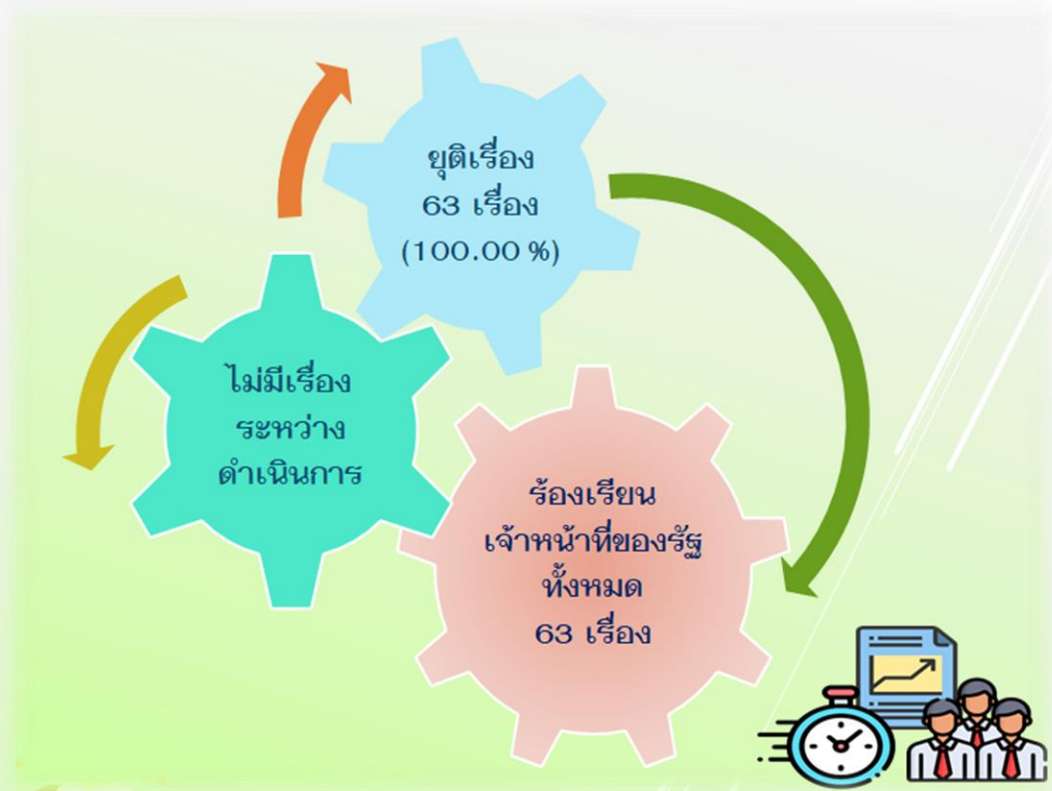 ยุติเรื่อง
63 เรื่อง
(100.00 %)
ไม่มีเรื่อง
ระหว่าง
ดำเนินการ
ร้องเรียน
เจ้าหน้าที่ของรัฐ
ทั้งหมด
63 เรื่อง